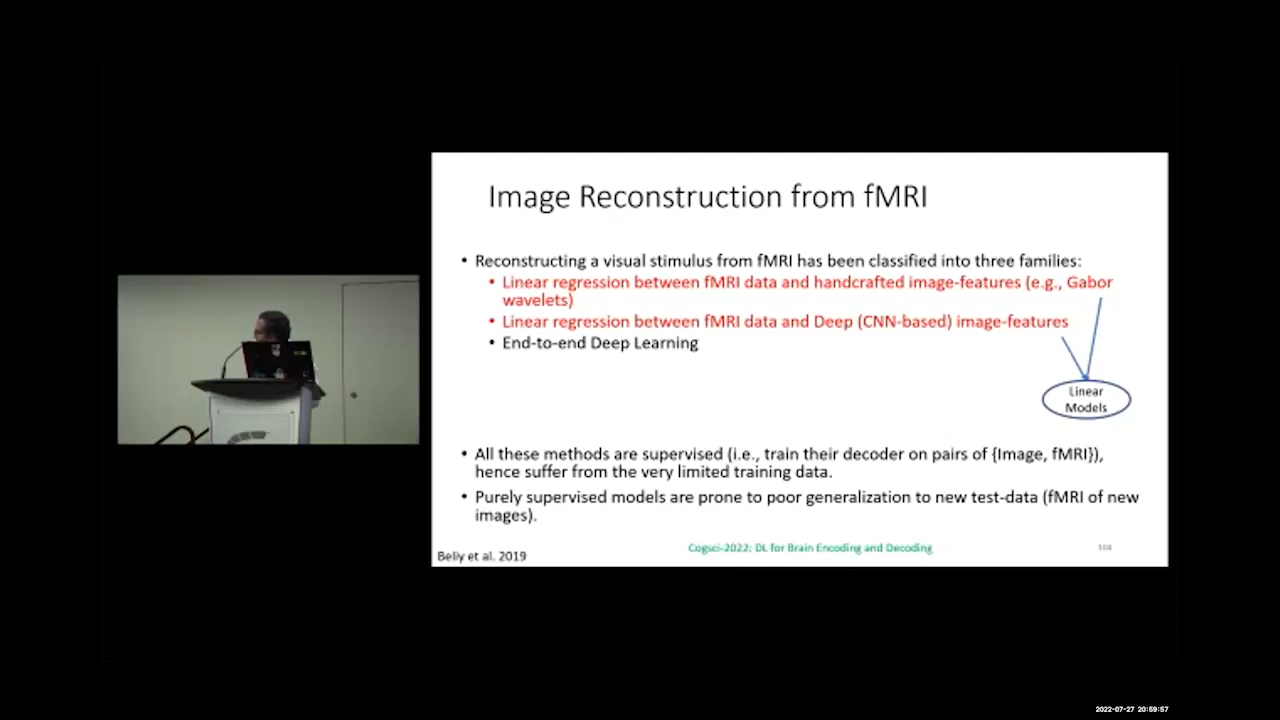 Image Reconstruction from fMRI
• Reconstructing a visual stimulus from fMRI has been classified into three families:
• Linear regression between fMRI data and handcrafted image-features (e.g., Gabor
wavelets)
• Linear regression between fMRI data and Deep (CNN-based) image-features
• End-to-end Deep Learning
Linear
Models
• All these methods are supervised (i.e., train their decoder on pairs of {Image, fMRI}),
hence suffer from the very limited training data.
• Purely supervised models are prone to poor generalization to new test-data (fMRI of new
images).
Beliy et al. 2019
Cogsci-2022: DL for Brain Encoding and Decoding
2022-07-27 20:59:57